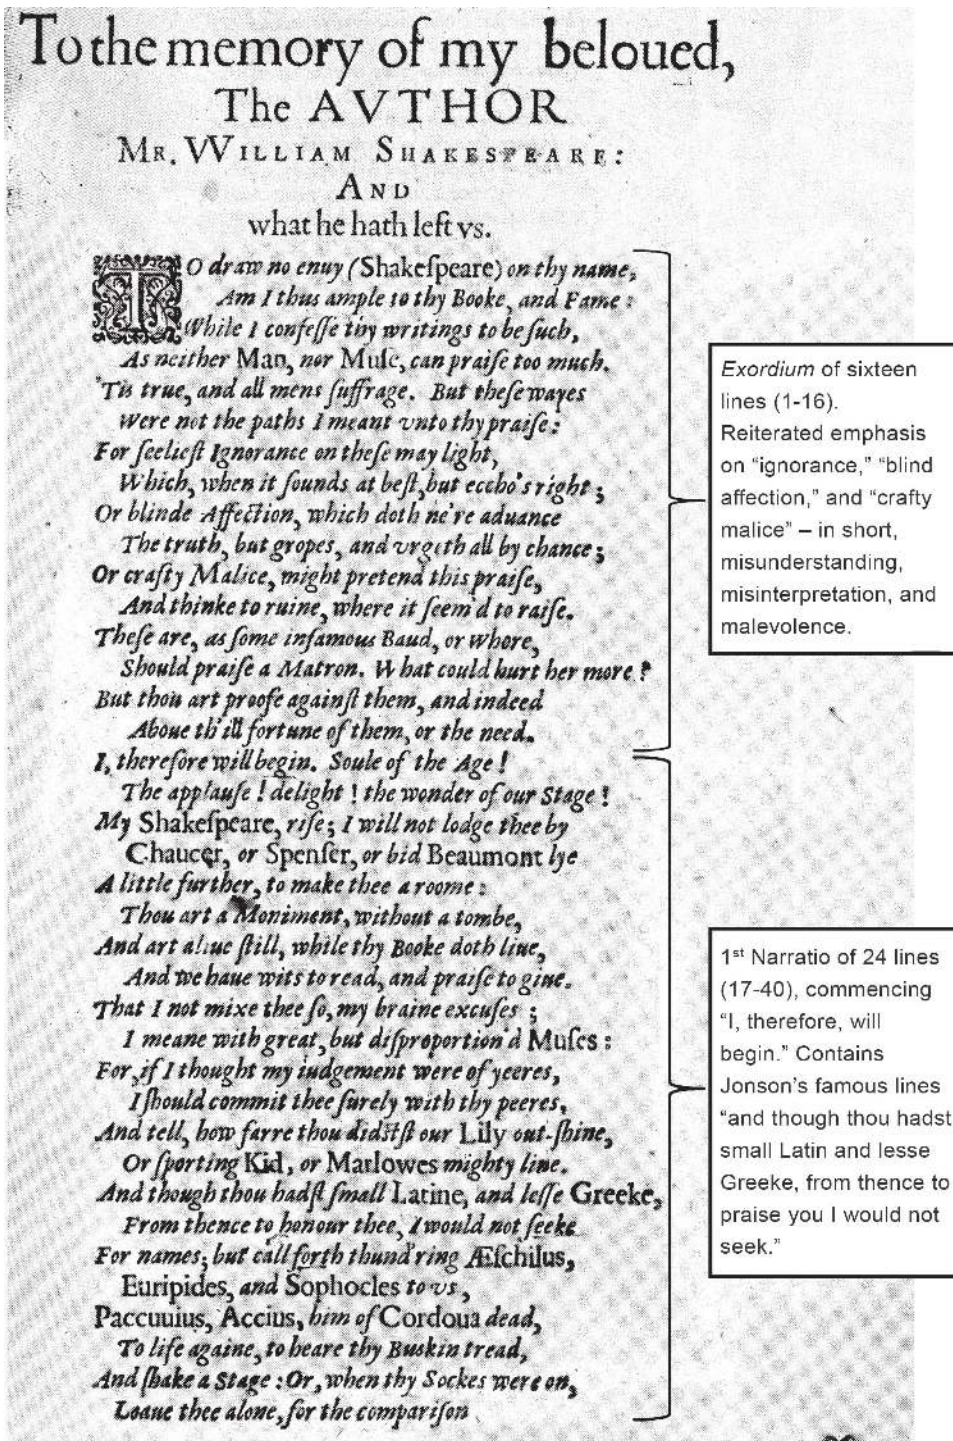 To the memory of my beloued,
The AVTHOR
MR. VVILLIAM SHAKESPEARE:
AND
what he hath left vs.
TO draw no enuy (Shakeſpeare) on thy name,
Am I thus ample to thy Booke, and Fame:
While I confeſſe thy writings to be ſuch,
As neither Man, nor Muſe, can praiſe too much.
'Tis true, and all mens ſuffrage. But theſe wayes
Were not the paths I meant vnto thy praiſe:
For ſeelieſt Ignorance on theſe may light,
Which, when it ſounds at beſt, but eccho's right;
Or blinde Affection, which doth ne're aduance
The truth, but gropes, and vrgeth all by chance;
Or crafty Malice, might pretend this praiſe,
And thinke to ruine, where it ſeem'd to raiſe.
Theſe are, as ſome infamous Baud, or Whore,
Should praiſe a Matron. What could hurt her more?
But thou art proofe againſt them, and indeed
Aboue th'ill fortune of them, or the need.
I, therefore will begin. Soule of the Age!
The applauſe! delight! the wonder of our Stage!
My Shakeſpeare, riſe; I will not lodge thee by
Chaucer, or Spenſer, or bid Beaumont lye
A little further, to make thee a roome:
Thou art a Moniment, without a tombe,
And art aliue ſtill, while thy Booke doth liue,
And we haue wits to read, and praiſe to giue.
That I not mixe thee ſo, my braine excuſes;
I meane with great, but diſproportion'd Muſes:
For, if I thought my iudgement were of yeeres,
I ſhould commit thee ſurely with thy peeres,
And tell, how farre thou didſtſt our Lily out-ſhine,
Or ſporting Kid, or Marlowes mighty line.
And though thou hadſt ſmall Latine, and leſſe Greeke,
From thence to honour thee, I would not ſeeke
For names; but call forth thund'ring Æſchilus,
Euripides, and Sophocles to vs,
Paccuuius, Accius, him of Cordoua dead,
To life againe, to heare thy Buskin tread,
And ſhake a Stage: Or, when thy Sockes were on,
Leaue thee alone, for the compariſon
Exordium of sixteen
lines (1-16).
Reiterated emphasis
on “ignorance,” “blind
affection,” and “crafty
malice” – in short,
misunderstanding,
misinterpretation, and
malevolence.
1st Narratio of 24 lines
(17-40), commencing
“I, therefore, will
begin.” Contains
Jonson’s famous lines
“and though thou hadst
small Latin and lesse
Greeke, from thence to
praise you I would not
seek.”